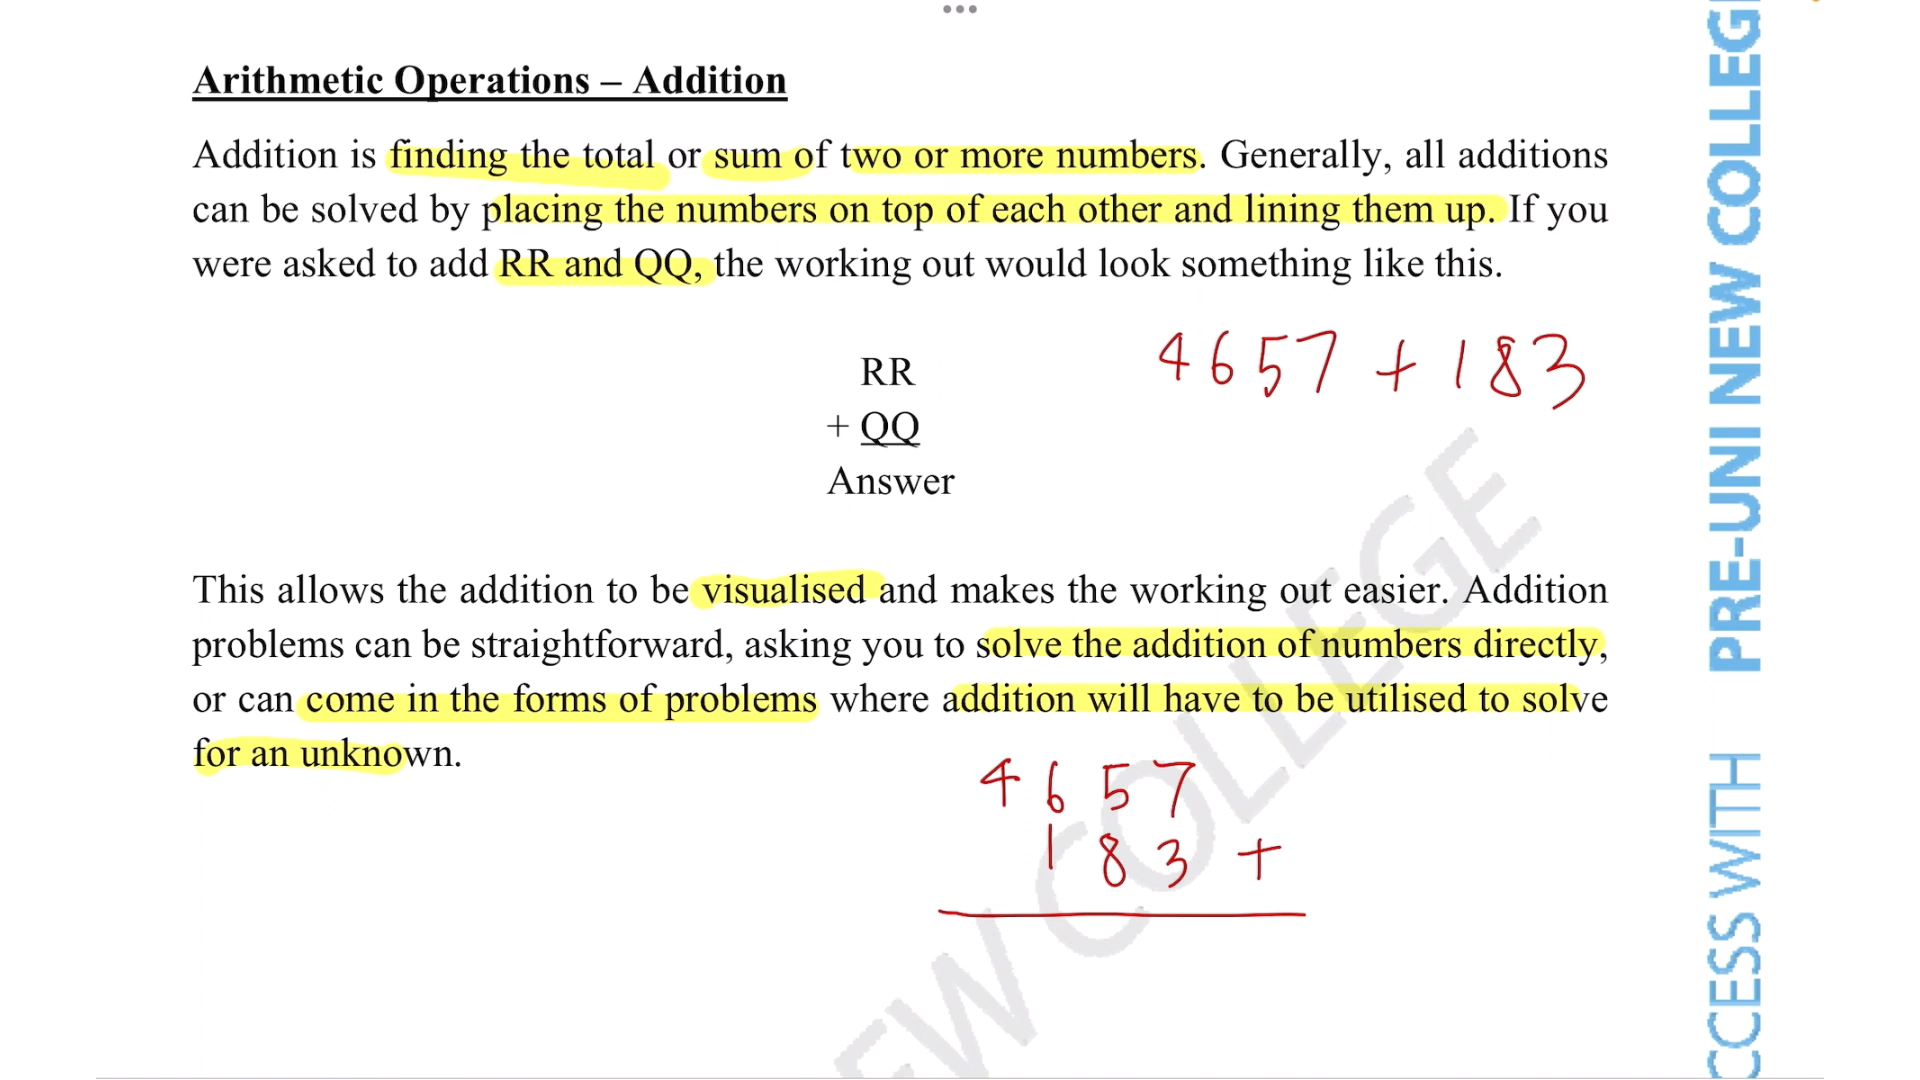 Arithmetic Operations – Addition
Addition is finding the total or sum of two or more numbers. Generally, all additions
can be solved by placing the numbers on top of each other and lining them up. If you
were asked to add RR and QQ, the working out would look something like this.
RR
+ QQ
Answer
4657 + 183
This allows the addition to be visualised and makes the working out easier. Addition
problems can be straightforward, asking you to solve the addition of numbers directly,
or can come in the forms of problems where addition will have to be utilised to solve
for an unknown.
4657
183 +
EW COLLEGE
CCESS WITH PRE-UNI NEW COLLEG